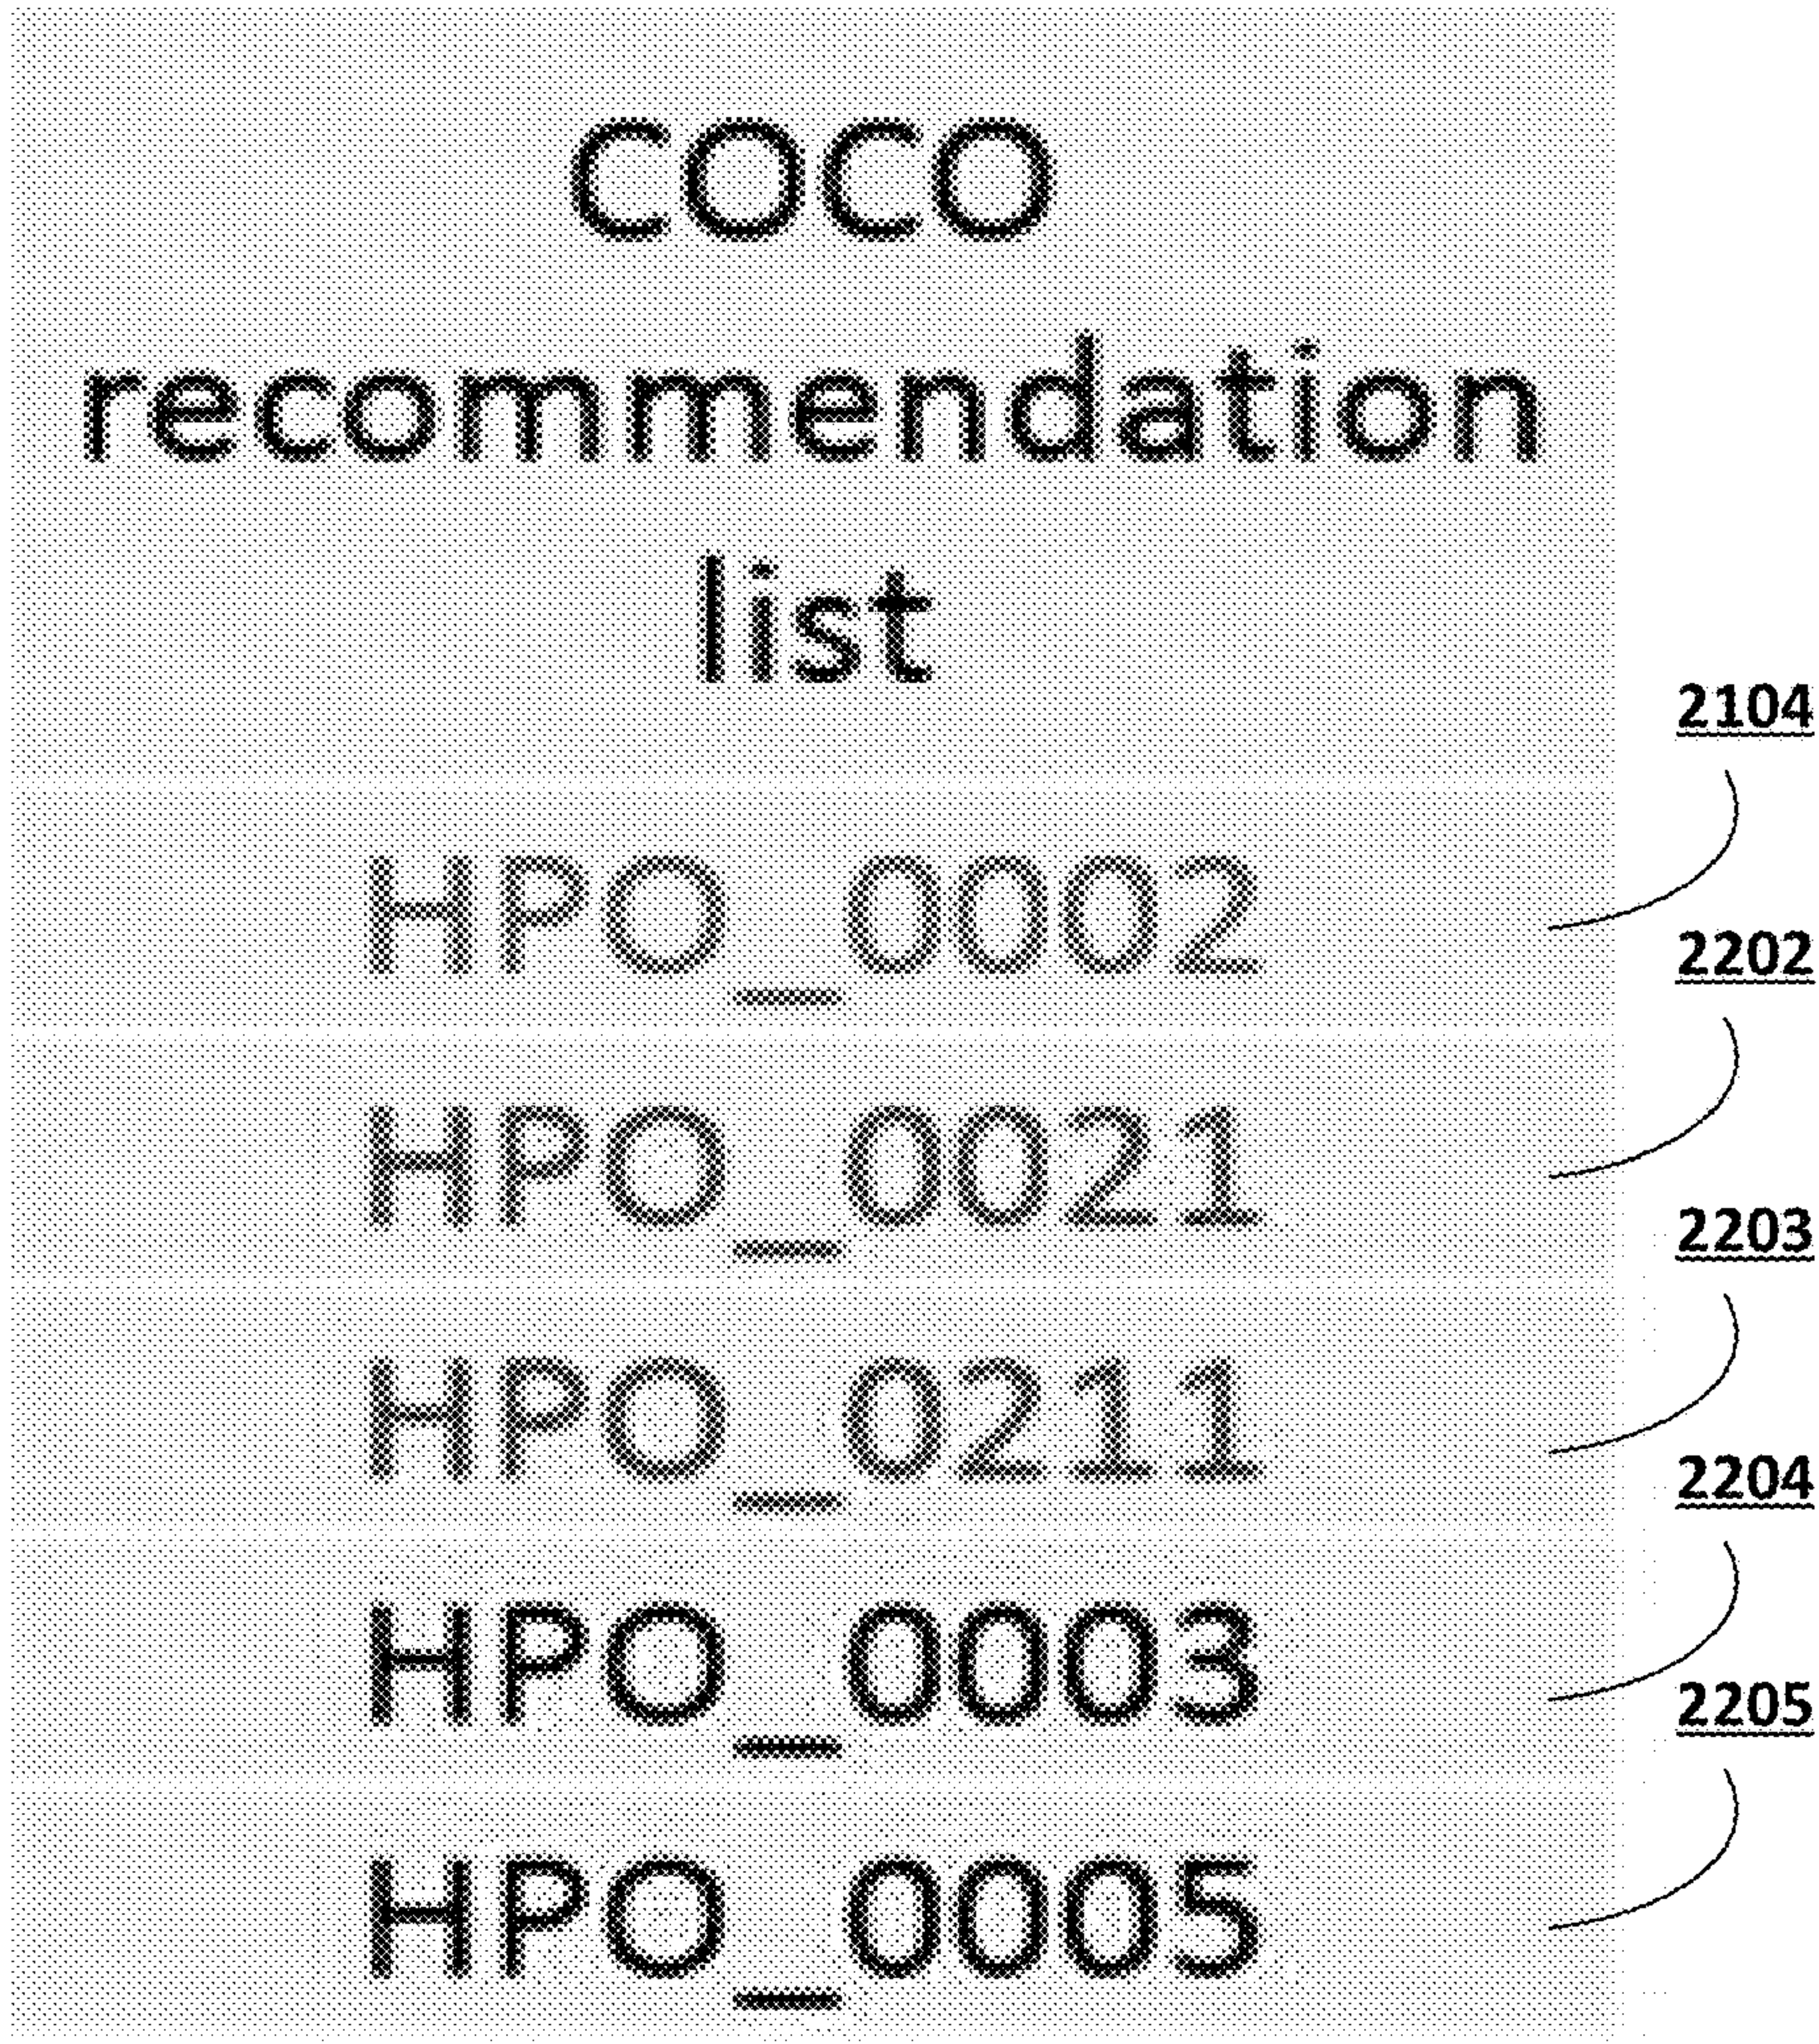 COCO
recommendation
list
2104
HPO_0002
2202
HPO_0021
2203
HPO_0211
2204
HPO_0003
2205
HPO_0005